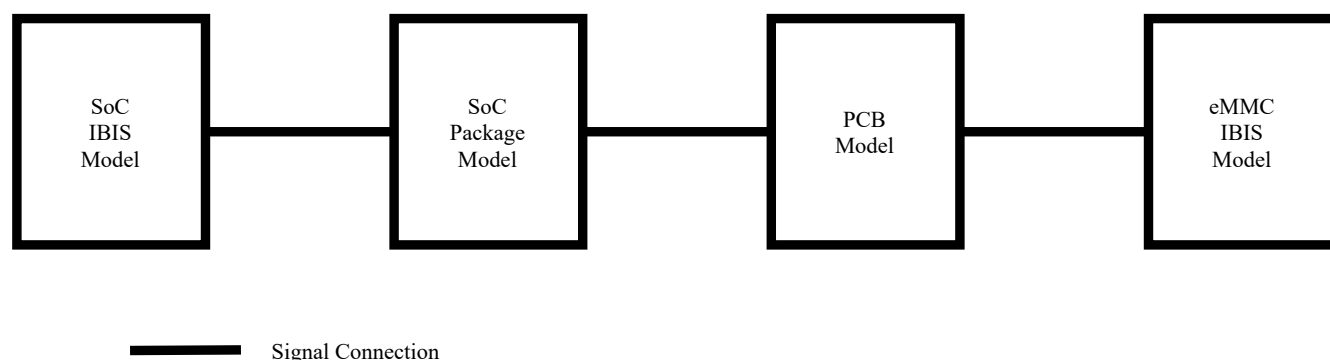 SoC
IBIS
Model
SoC
Package
Model
PCB
Model
eMMC
IBIS
Model
Signal Connection